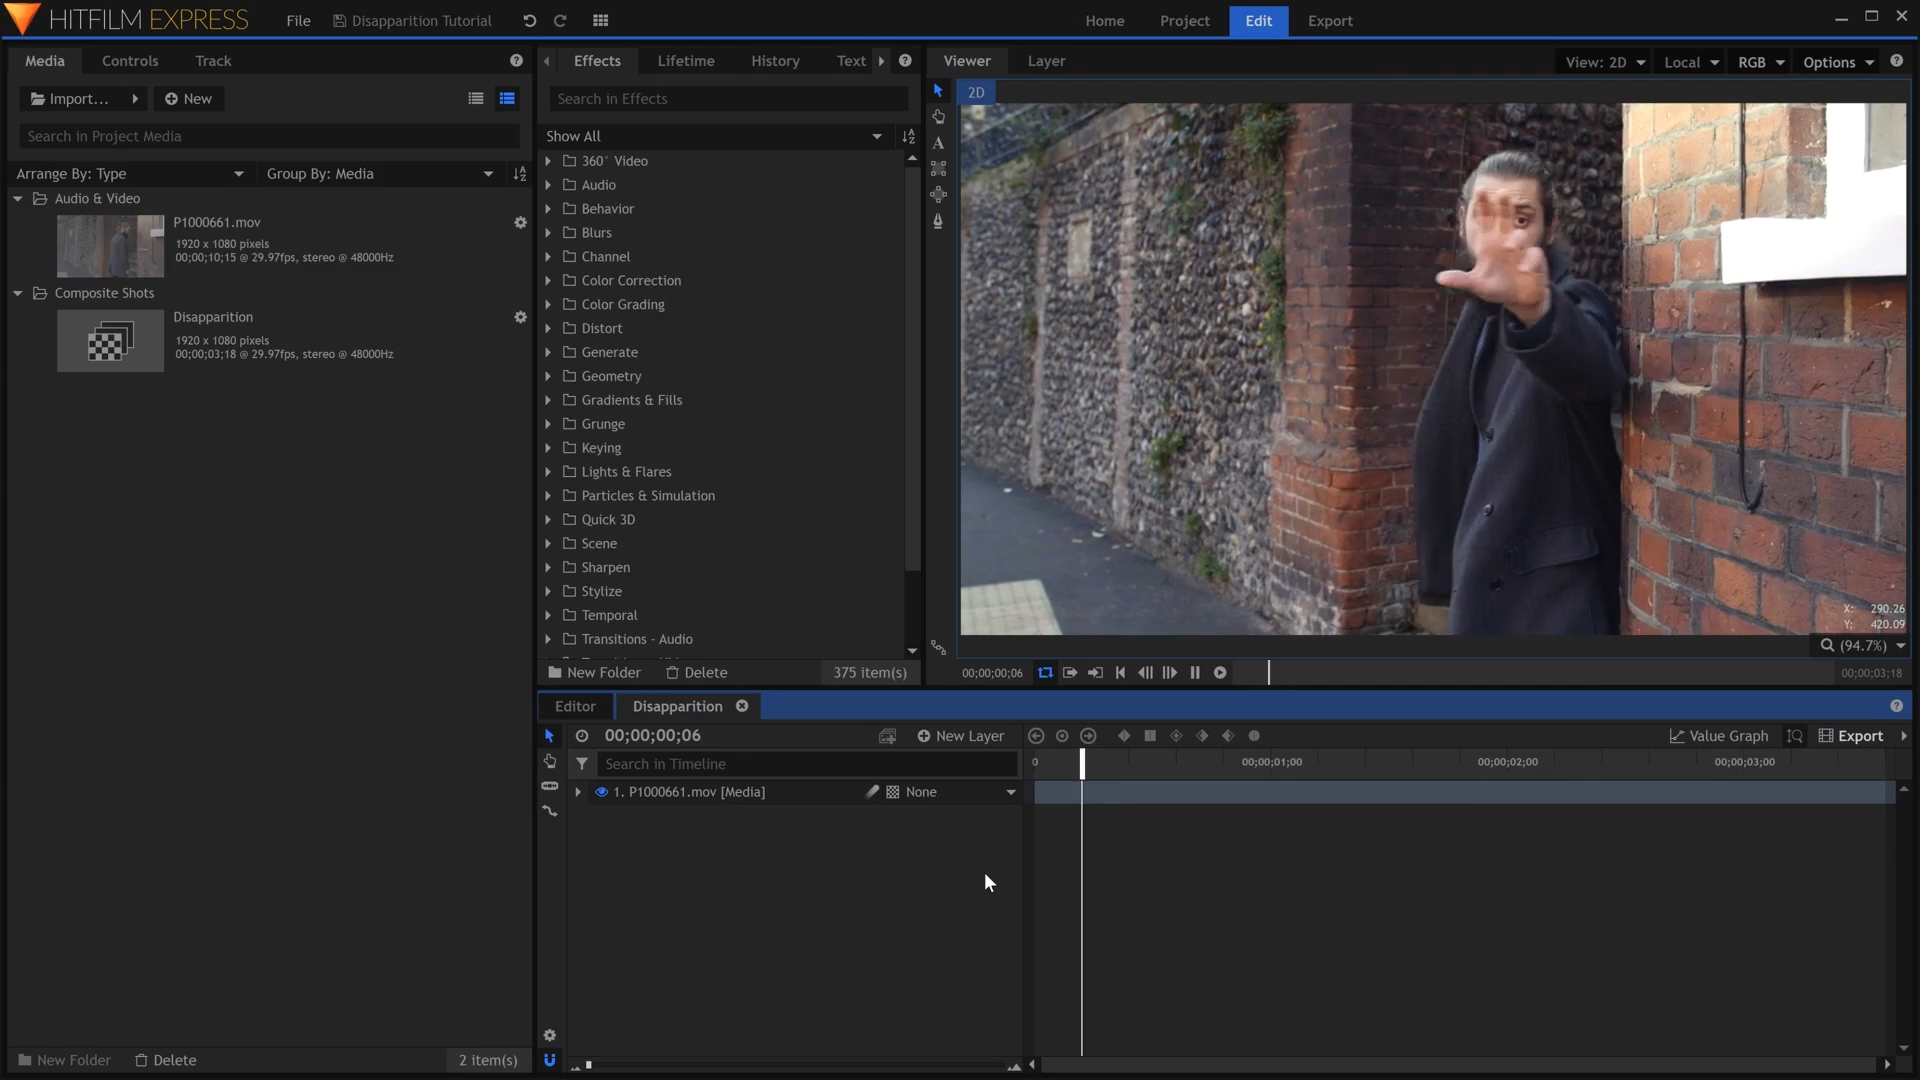 HITFILM EXPRESS
File
Disapparition Tutorial
Home
Project
Edit
Export
Media
Controls
Track
Import...
New
Search in Project Media
Arrange By: Type
Group By: Media
Audio & Video
P1000661.mov
1920 x 1080 pixels
00;00;10;15 @ 29.97fps, stereo @ 48000Hz
Composite Shots
Disapparition
1920 x 1080 pixels
00;00;03;18 @ 29.97fps, stereo @ 48000Hz
New Folder
Delete
2 item(s)
Effects
Lifetime
History
Text
Search in Effects
Show All
360° Video
Audio
Behavior
Blurs
Channel
Color Correction
Color Grading
Distort
Generate
Geometry
Gradients & Fills
Grunge
Keying
Lights & Flares
Particles & Simulation
Quick 3D
Scene
Sharpen
Stylize
Temporal
Transitions - Audio
New Folder
Delete
375 item(s)
Viewer
Layer
View: 2D
Local
RGB
Options
2D
X: 290.26
Y: 420.09
(94.7%)
00;00;00;06
00;00;03;18
Editor
Disapparition
00;00;00;06
New Layer
Value Graph
Export
Search in Timeline
0
00;00;01;00
00;00;02;00
00;00;03;00
1. P1000661.mov [Media]
None